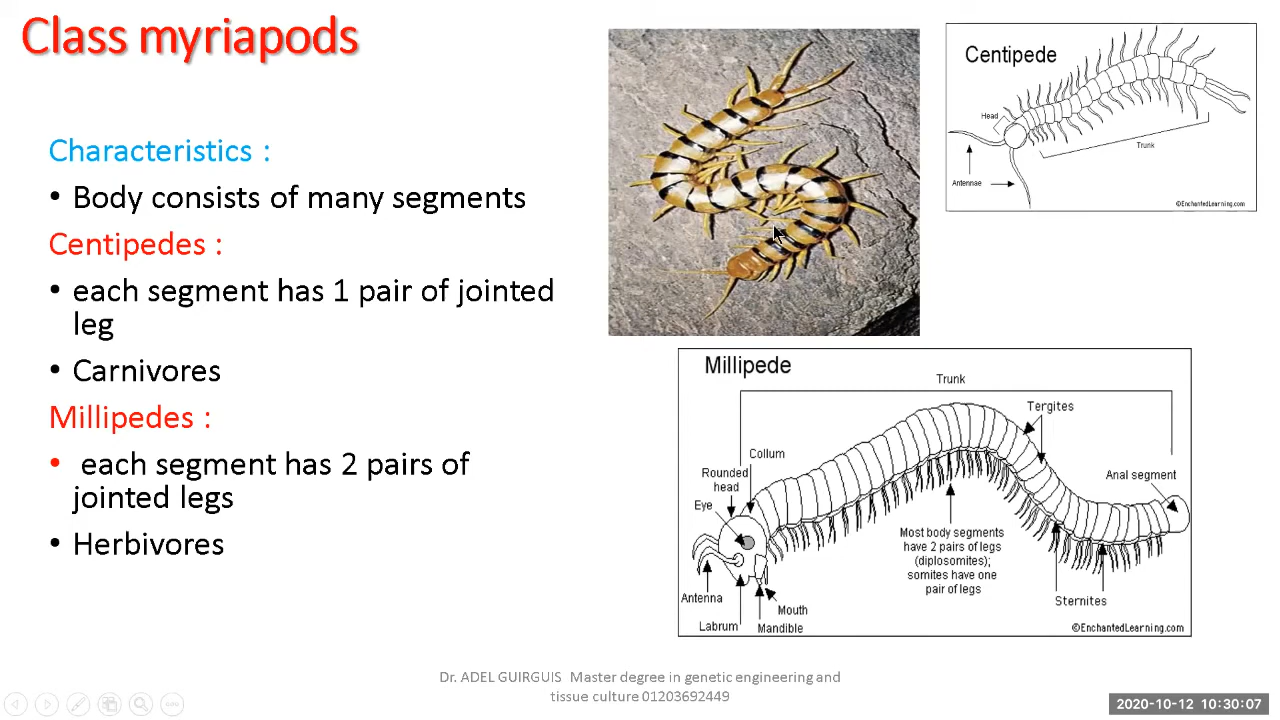 Class myriapods
Characteristics :
• Body consists of many segments
Centipedes :
• each segment has 1 pair of jointed
leg
• Carnivores
Millipedes :
• each segment has 2 pairs of
jointed legs
• Herbivores
Centipede
Head
Trunk
Antennae
©EnchantedLearning.com
Millipede
Trunk
Tergites
Collum
Rounded
head
Anal segment
Eye
Most body segments
have 2 pairs of legs
(diplosomites);
somites have one
pair of legs
Antenna
Mouth
Sternites
Labrum
Mandible
©EnchantedLearning.com
Dr. ADEL GUIRGUIS Master degree in genetic engineering and
tissue culture 01203692449
2020-10-12 10:30:07